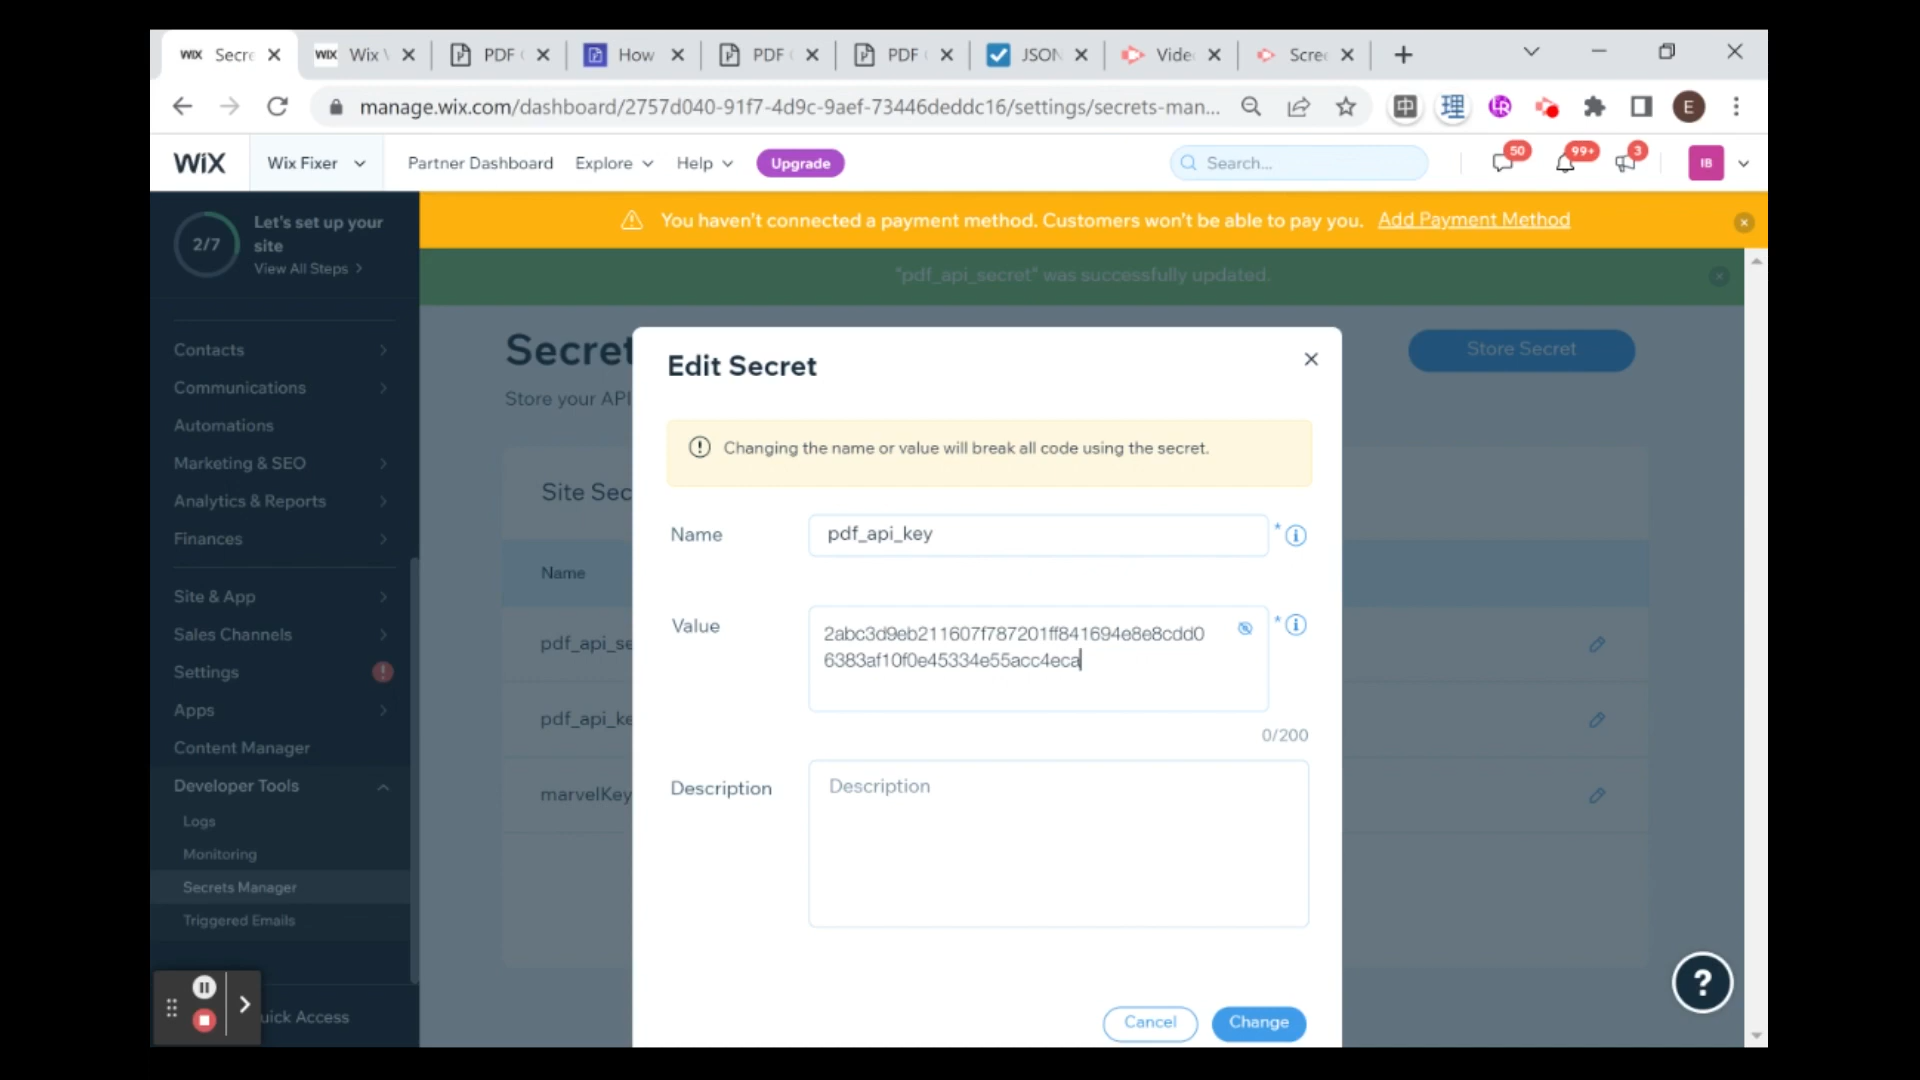 WIX Secre
WIX Wix \
PDF (
How
PDF (
PDF (
JSON
Vide
Scree
manage.wix.com/dashboard/2757d040-91f7-4d9c-9aef-73446deddc16/settings/secrets-man...
中
理
LR
E
WIX
Wix Fixer
Partner Dashboard
Explore
Help
Upgrade
Search...
50
99+
3
IB
2/7
Let's set up your
site
View All Steps >
You haven't connected a payment method. Customers won't be able to pay you. Add Payment Method
"pdf_api_secret" was successfully updated.
Contacts
Communications
Automations
Marketing & SEO
Analytics & Reports
Finances
Site & App
Sales Channels
Settings
Apps
Content Manager
Developer Tools
Logs
Monitoring
Secrets Manager
Triggered Emails
uick Access
Secret
Store Secret
Store your API
Site Sec
Name
pdf_api_se
pdf_api_ke
marvelKey
Edit Secret
Changing the name or value will break all code using the secret.
Name
pdf_api_key
*
Value
2abc3d9eb211607f787201ff841694e8e8cdd0
6383af10f0e45334e55acc4eca
*
0/200
Description
Description
Cancel
Change
?